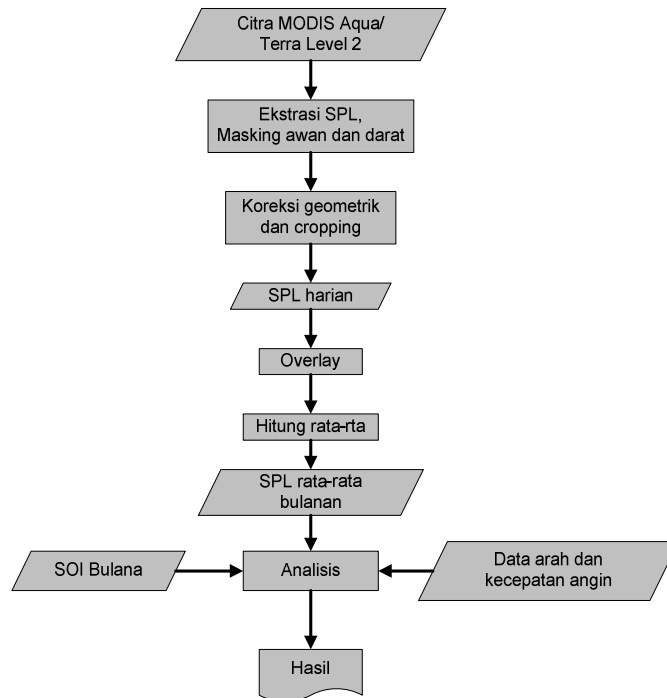 Citra MODIS Aqua/
Terra Level 2
Ekstrasi SPL,
Masking awan dan darat
Koreksi geometrik
dan cropping
SPL harian
Overlay
Hitung rata-rta
SPL rata-rata
bulanan
SOI Bulana
Analisis
Data arah dan
kecepatan angin
Hasil